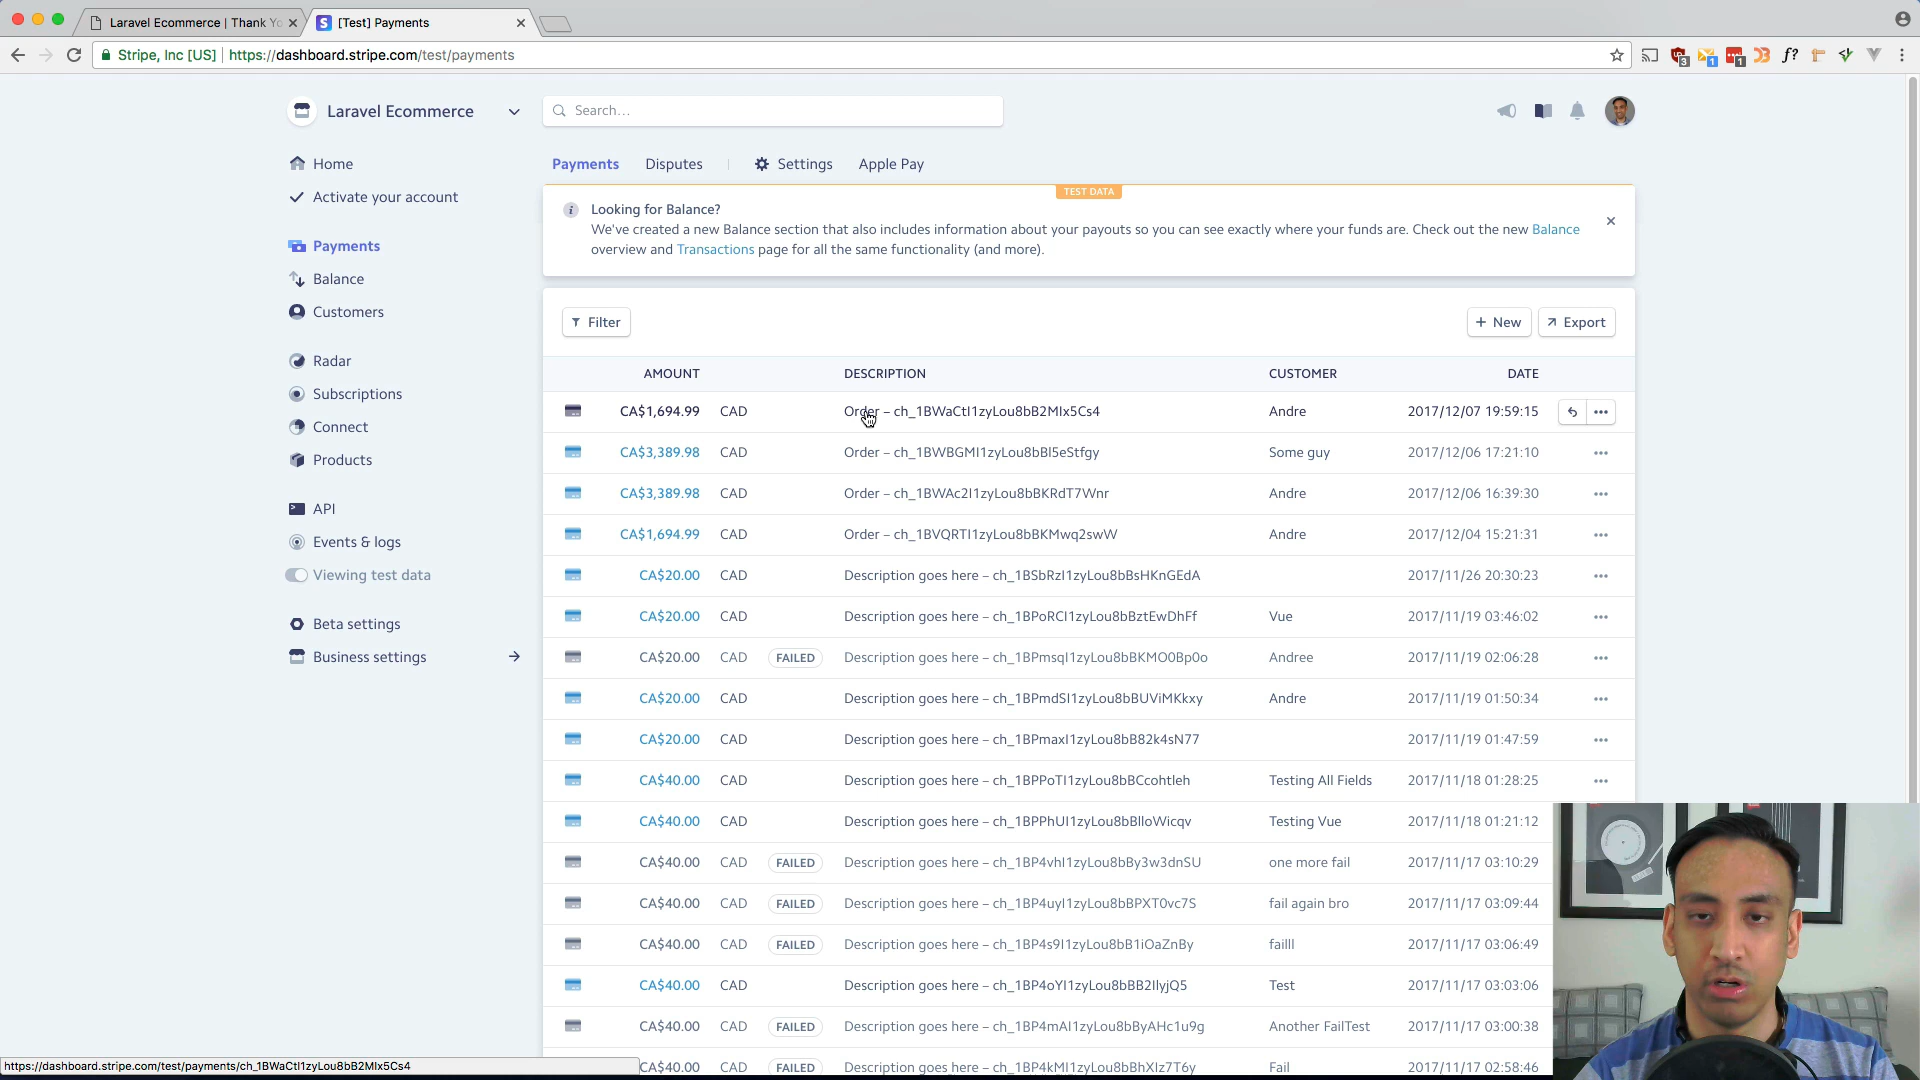 Laravel Ecommerce | Thank Yo
[Test] Payments
Stripe, Inc [US]
https://dashboard.stripe.com/test/payments
3
1
1
f?
Laravel Ecommerce
Search...
Home
Activate your account
Payments
Balance
Customers
Radar
Subscriptions
Connect
Products
API
Events & logs
Viewing test data
Beta settings
Business settings
Payments
Disputes
Settings
Apple Pay
TEST DATA
Looking for Balance?
We've created a new Balance section that also includes information about your payouts so you can see exactly where your funds are. Check out the new Balance
overview and Transactions page for all the same functionality (and more).
Filter
New
Export
AMOUNT DESCRIPTION CUSTOMER DATE
CA$1,694.99 CAD Order – ch_1BWaCtI1zyLou8bB2MIx5Cs4 Andre 2017/12/07 19:59:15
CA$3,389.98 CAD Order – ch_1BWBGMI1zyLou8bBI5eStfgy Some guy 2017/12/06 17:21:10
CA$3,389.98 CAD Order – ch_1BWAc2I1zyLou8bBKRdT7Wnr Andre 2017/12/06 16:39:30
CA$1,694.99 CAD Order – ch_1BVQRTI1zyLou8bBKMwq2swW Andre 2017/12/04 15:21:31
CA$20.00 CAD Description goes here – ch_1BSbRzI1zyLou8bBsHKnGEdA 2017/11/26 20:30:23
CA$20.00 CAD Description goes here – ch_1BPoRCI1zyLou8bBztEwDhFf Vue 2017/11/19 03:46:02
CA$20.00 CAD FAILED Description goes here – ch_1BPmsqI1zyLou8bBKMO0Bp0o Andree 2017/11/19 02:06:28
CA$20.00 CAD Description goes here – ch_1BPmdSI1zyLou8bBUViMKkxy Andre 2017/11/19 01:50:34
CA$20.00 CAD Description goes here – ch_1BPmaxI1zyLou8bB82k4sN77 2017/11/19 01:47:59
CA$40.00 CAD Description goes here – ch_1BPPoTI1zyLou8bBCcohtleh Testing All Fields 2017/11/18 01:28:25
CA$40.00 CAD Description goes here – ch_1BPPhUI1zyLou8bBlloWicqv Testing Vue 2017/11/18 01:21:12
CA$40.00 CAD FAILED Description goes here – ch_1BP4vhI1zyLou8bBy3w3dnSU one more fail 2017/11/17 03:10:29
CA$40.00 CAD FAILED Description goes here – ch_1BP4uyI1zyLou8bBPXT0vc7S fail again bro 2017/11/17 03:09:44
CA$40.00 CAD FAILED Description goes here – ch_1BP4s9I1zyLou8bB1iOaZnBy failll 2017/11/17 03:06:49
CA$40.00 CAD Description goes here – ch_1BP4oYI1zyLou8bBB2IlyjQ5 Test 2017/11/17 03:03:06
CA$40.00 CAD FAILED Description goes here – ch_1BP4mAI1zyLou8bByAHc1u9g Another FailTest 2017/11/17 03:00:38
CA$40.00 CAD FAILED Description goes here – ch_1BP4kMI1zyLou8bBhXIz7T6y Fail 2017/11/17 02:58:46
https://dashboard.stripe.com/test/payments/ch_1BWaCtI1zyLou8bB2MIx5Cs4